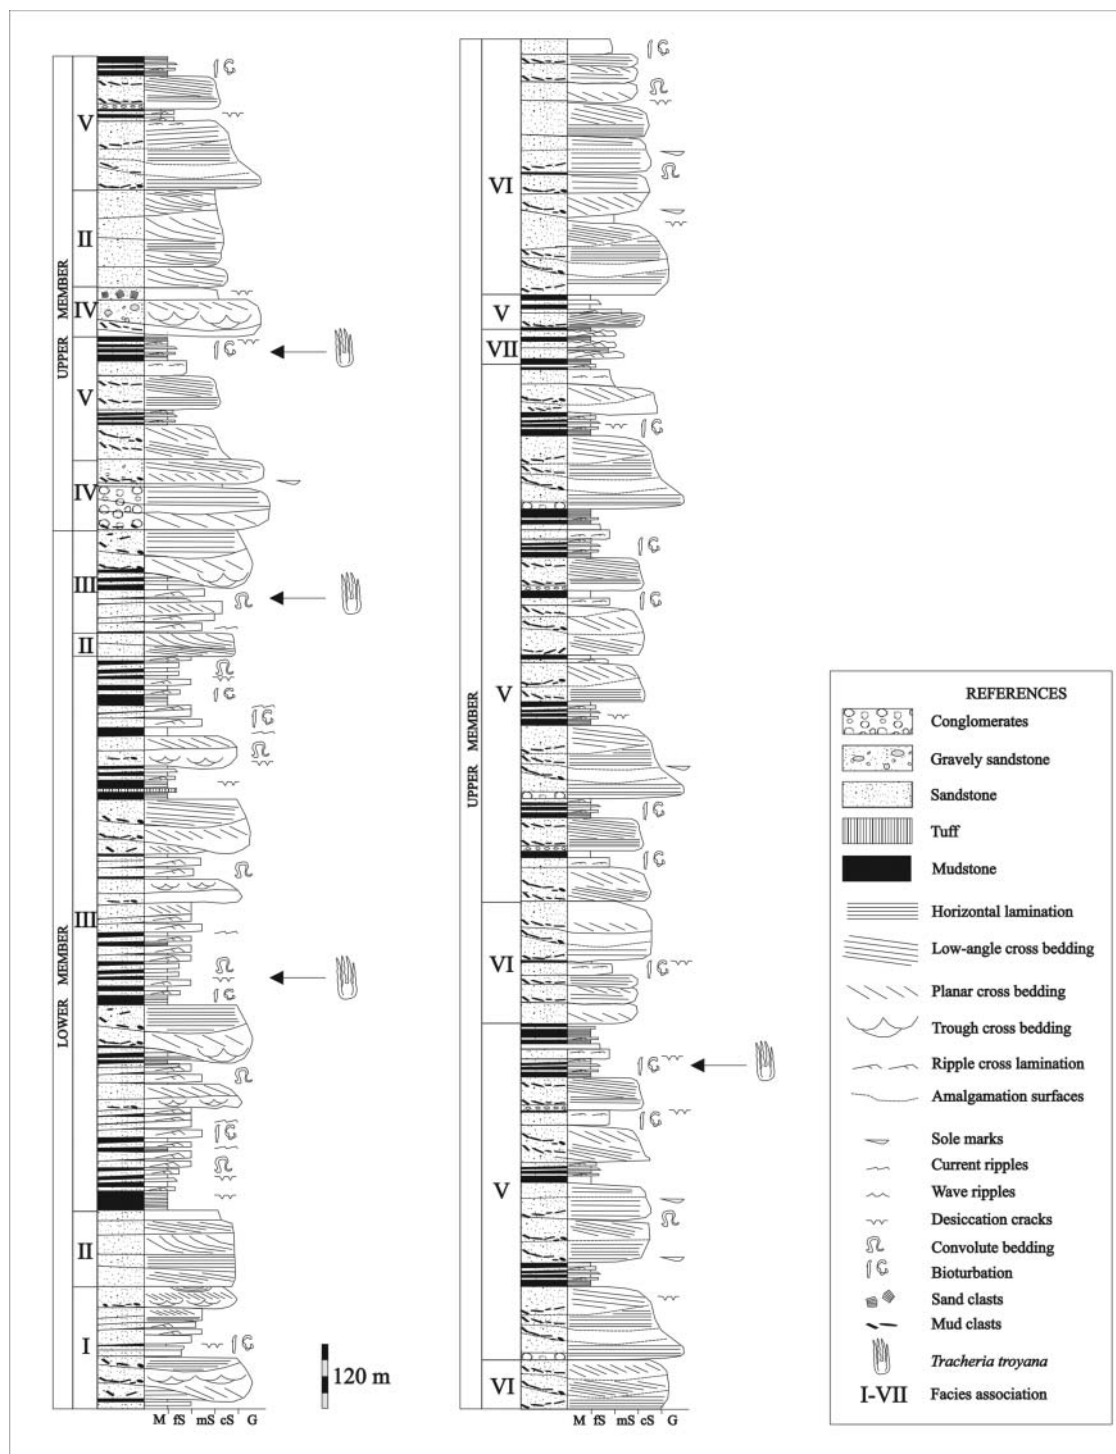 V
II
IV
V
IV
UPPER MEMBER
III
II
III
II
I
LOWER MEMBER
120 m
M fS mS cS G
VI
V
VII
V
VI
V
VI
UPPER MEMBER
M fS mS cS G
REFERENCES
Conglomerates
Gravely sandstone
Sandstone
Tuff
Mudstone
Horizontal lamination
Low-angle cross bedding
Planar cross bedding
Trough cross bedding
Ripple cross lamination
Amalgamation surfaces
Sole marks
Current ripples
Wave ripples
Desiccation cracks
Convolute bedding
Bioturbation
Sand clasts
Mud clasts
Tracheria troyana
I-VII Facies association